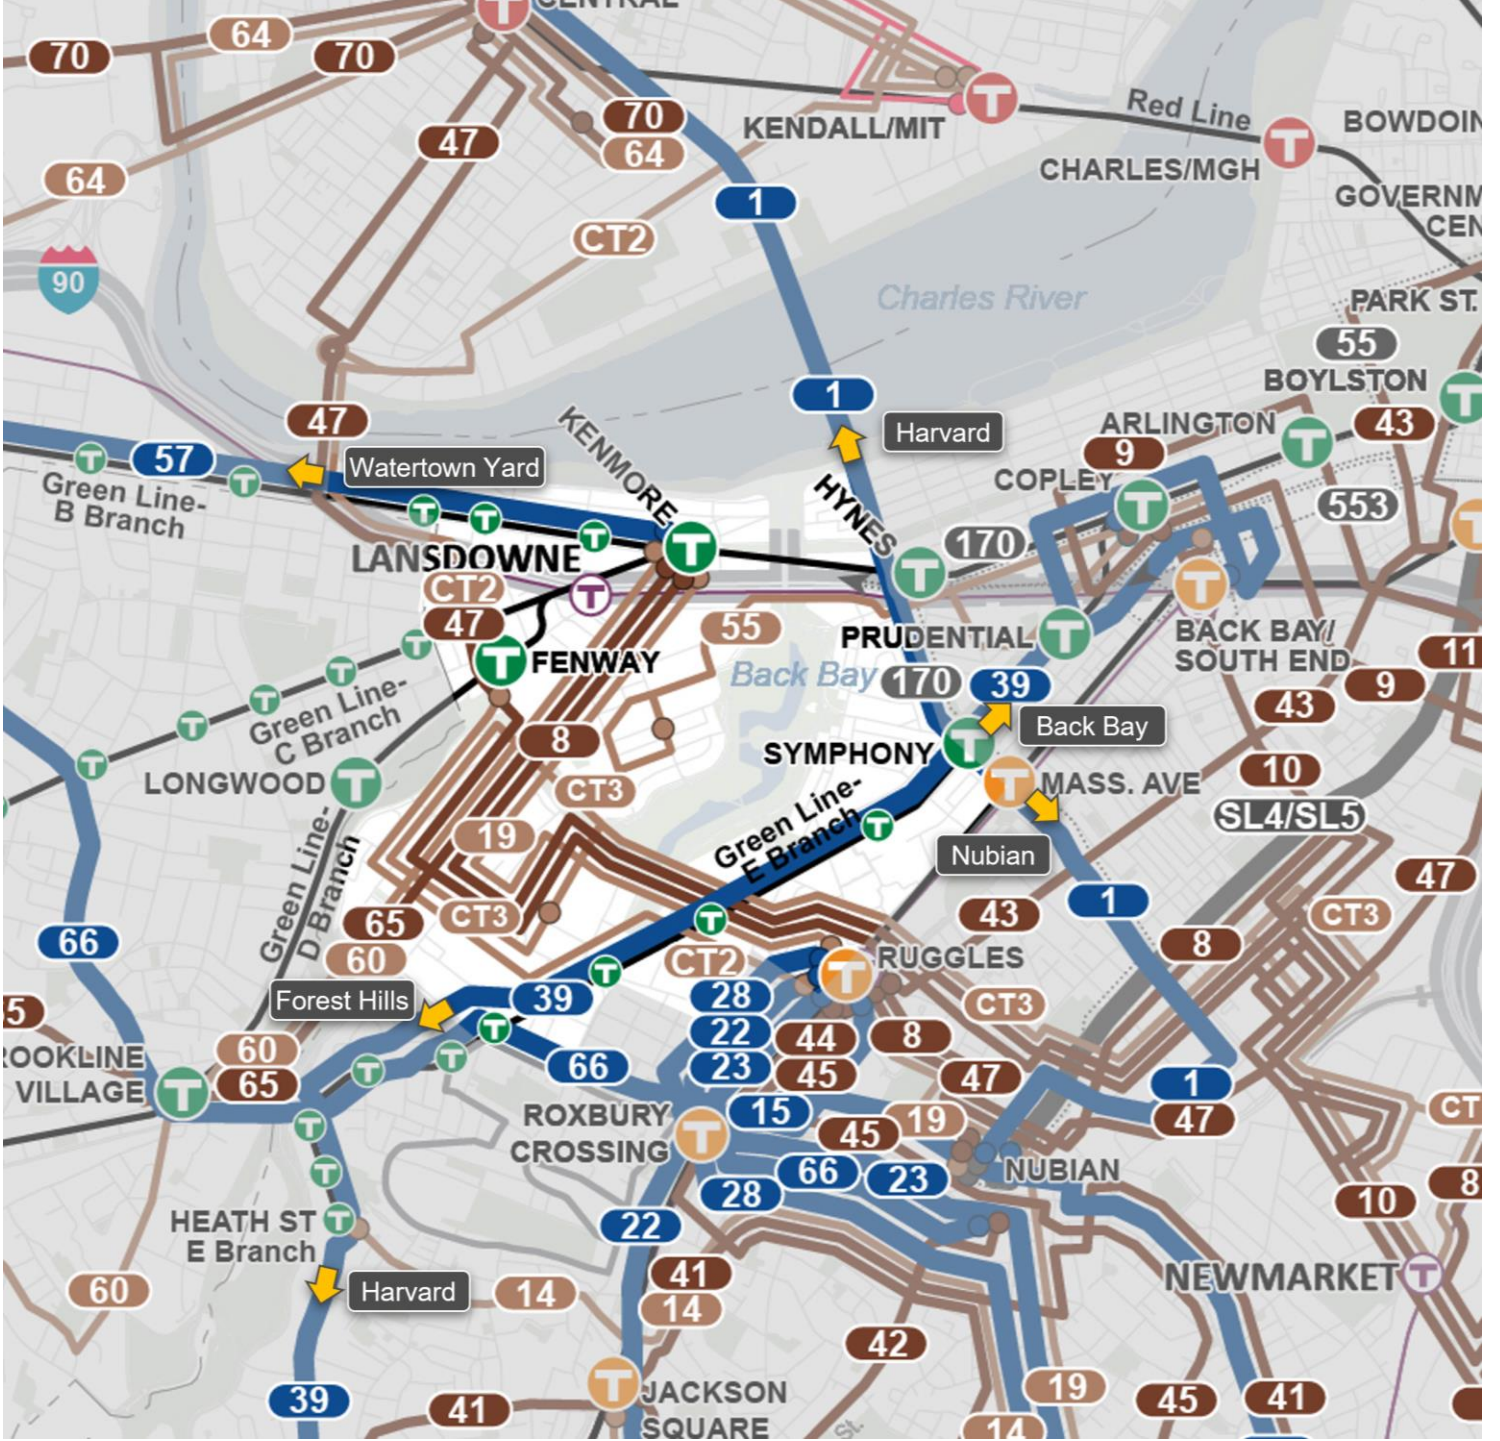 CENTRAL
64
70
70
70
47
64
KENDALL/MIT
Red Line
BOWDOIN
CHARLES/MGH
64
1
GOVERNM
CEN
CT2
90
Charles River
PARK ST.
55
BOYLSTON
1
47
ARLINGTON
43
Harvard
9
KENMORE
57
Watertown Yard
COPLEY
Green Line-
B Branch
HYNES
553
170
LANSDOWNE
CT2
47
55
PRUDENTIAL
BACK BAY/
SOUTH END
11
FENWAY
Back Bay
170
39
9
43
Green Line-
C Branch
Back Bay
8
SYMPHONY
LONGWOOD
MASS. AVE
10
CT3
SL4/SL5
Green Line-
E Branch
19
Nubian
47
Green Line-
D Branch
65
CT3
43
1
CT3
66
60
CT2
RUGGLES
8
Forest Hills
39
28
CT3
5
22
44
8
ROOKLINE
VILLAGE
60
65
66
23
45
47
1
T
15
CT
ROXBURY
CROSSING
45
19
47
66
23
NUBIAN
28
8
10
HEATH ST
E Branch
22
41
NEWMARKET
60
Harvard
14
14
42
JACKSON
SQUARE
19
39
41
45
41
14
St.